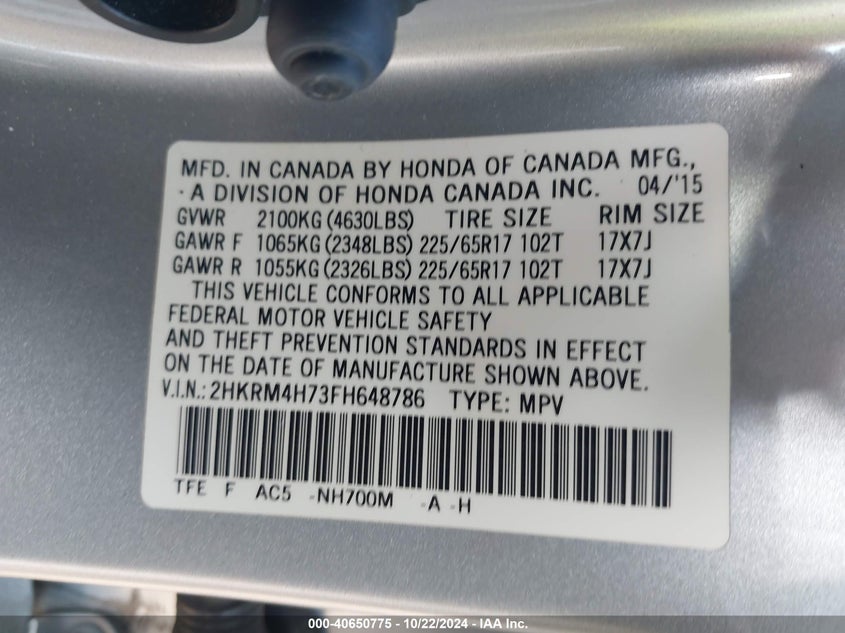 MFD. IN CANADA BY HONDA OF CANADA MFG.,
A DIVISION OF HONDA CANADA INC. 04/'15
GVWR 2100KG (4630LBS) TIRE SIZE RIM SIZE
GAWR F 1065KG (2348LBS) 225/65R17 102T 17X7J
GAWR R 1055KG (2326LBS) 225/65R17 102T 17X7J
THIS VEHICLE CONFORMS TO ALL APPLICABLE
FEDERAL MOTOR VEHICLE SAFETY
AND THEFT PREVENTION STANDARDS IN EFFECT
ON THE DATE OF MANUFACTURE SHOWN ABOVE.
V.I.N.: 2HKRM4H73FH648786 TYPE: MPV
TFE F AC5 -NH700M -A -H
000-40650775 - 10/22/2024 - IAA Inc.